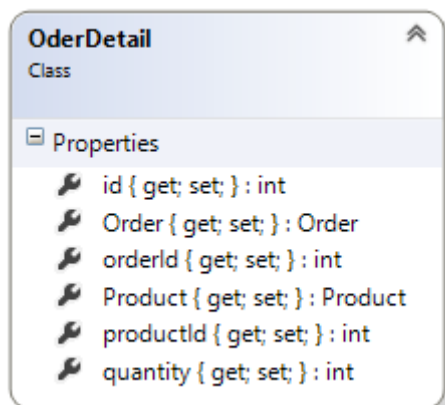 OderDetail
Class
Properties
id { get; set; } : int
Order { get; set; } : Order
orderId { get; set; } : int
Product { get; set; } : Product
productId { get; set; } : int
quantity { get; set; } : int